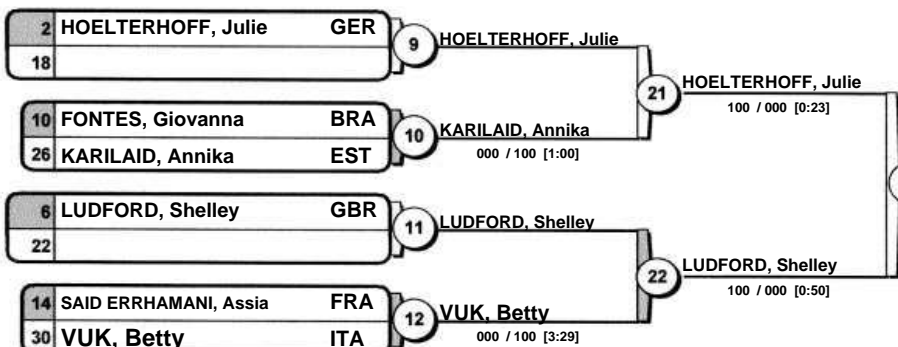 2 HOELTERHOFF, Julie GER
18
9
HOELTERHOFF, Julie
10 FONTES, Giovanna BRA
26 KARILAID, Annika EST
10
KARILAID, Annika
000 / 100 [1:00]
21
HOELTERHOFF, Julie
100 / 000 [0:23]
6 LUDFORD, Shelley GBR
22
11
LUDFORD, Shelley
14 SAID ERRHAMANI, Assia FRA
30 VUK, Betty ITA
12
VUK, Betty
000 / 100 [3:29]
22
LUDFORD, Shelley
100 / 000 [0:50]